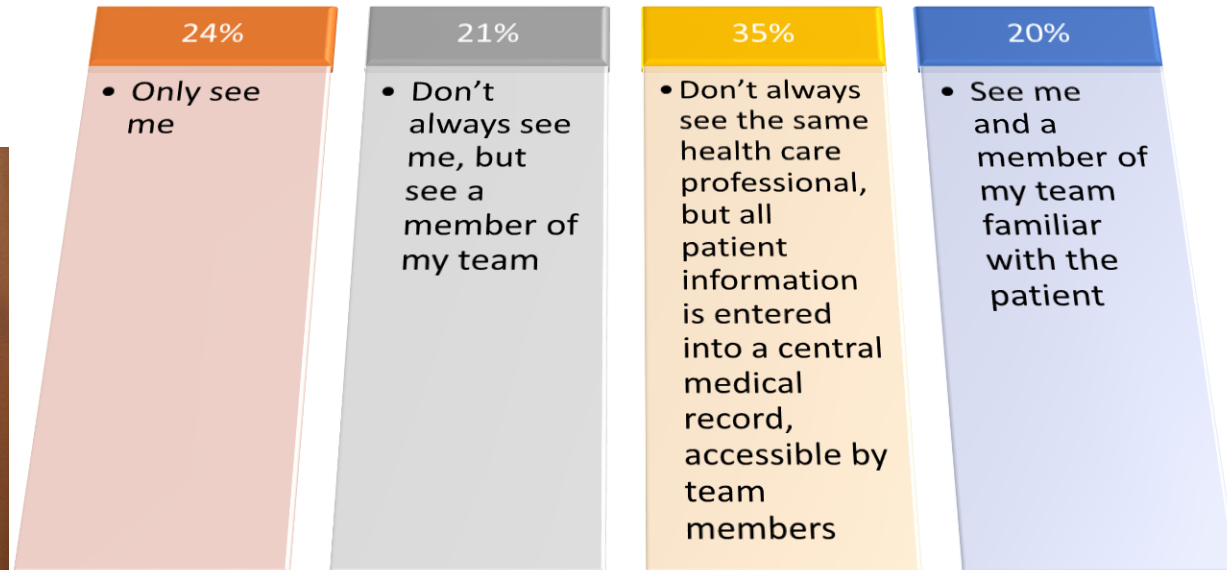 24%
• Only see
me
21%
• Don’t
always see
me, but
see a
member of
my team
35%
• Don’t always
see the same
health care
professional,
but all
patient
information
is entered
into a central
medical
record,
accessible by
team
members
20%
• See me
and a
member of
my team
familiar
with the
patient